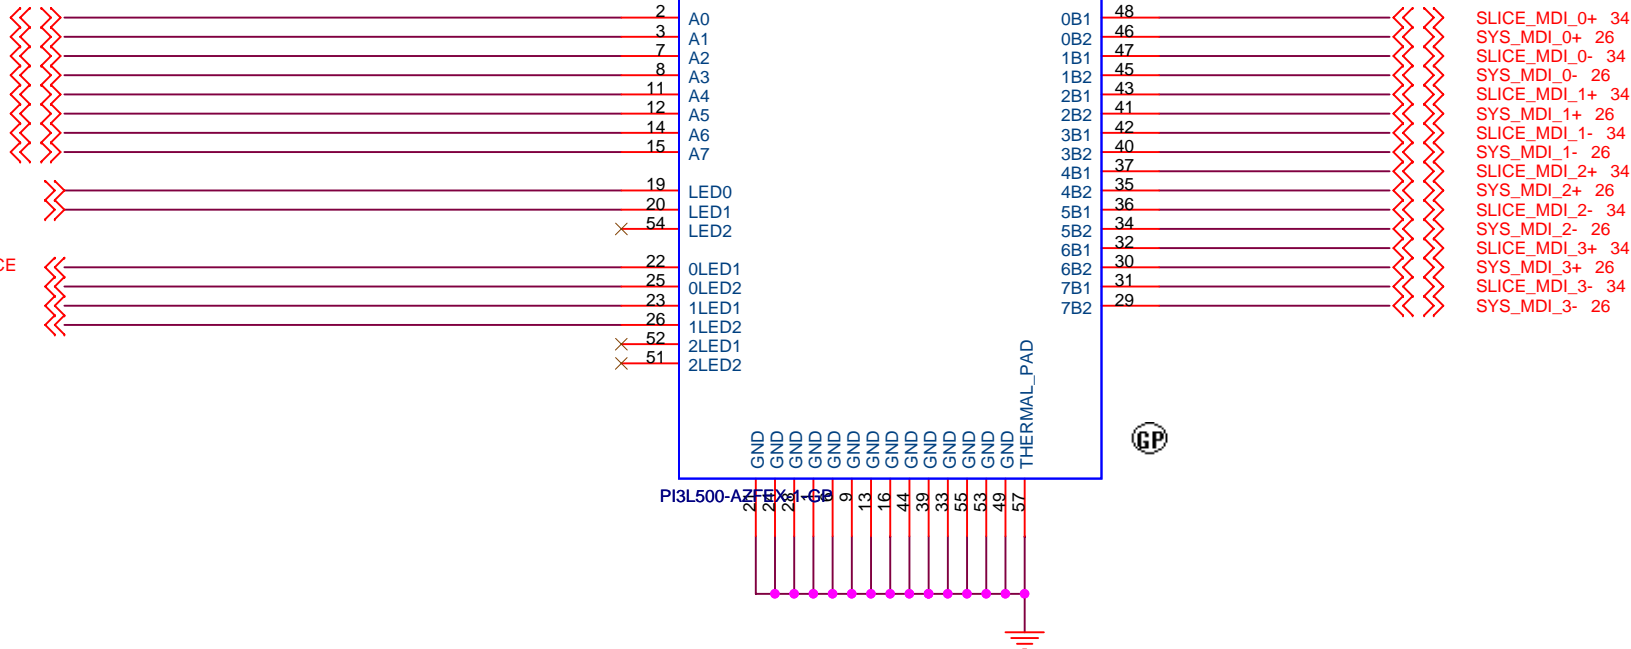 2 A0 0B1 48 SLICE_MDI_0+ 34
3 A1 0B2 46 SYS_MDI_0+ 26
7 A2 1B1 47 SLICE_MDI_0- 34
8 A3 1B2 45 SYS_MDI_0- 26
11 A4 2B1 43 SLICE_MDI_1+ 34
12 A5 2B2 41 SYS_MDI_1+ 26
14 A6 3B1 42 SLICE_MDI_1- 34
15 A7 3B2 40 SYS_MDI_1- 26
4B1 37 SLICE_MDI_2+ 34
19 LED0 4B2 35 SYS_MDI_2+ 26
20 LED1 5B1 36 SLICE_MDI_2- 34
54 LED2 5B2 34 SYS_MDI_2- 26
6B1 32 SLICE_MDI_3+ 34
CE 22 0LED1 6B2 30 SYS_MDI_3+ 26
25 0LED2 7B1 31 SLICE_MDI_3- 34
23 1LED1 7B2 29 SYS_MDI_3- 26
26 1LED2
52 2LED1
51 2LED2
GND GND GND GND GND GND GND GND GND GND GND GND GND GND THERMAL_PAD
GP
PI3L500-AZFEX-1-GP
9 13 16 44 39 33 55 53 49 57